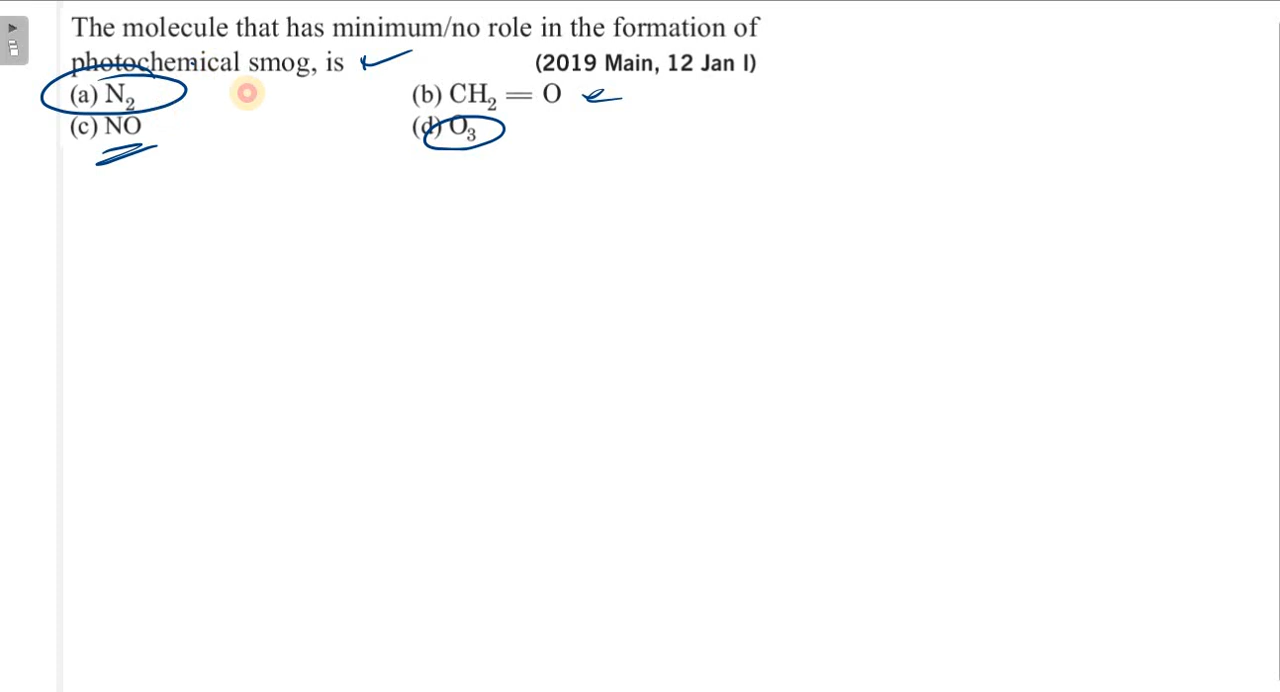 The molecule that has minimum/no role in the formation of
photochemical smog, is (2019 Main, 12 Jan I)
(a) N₂ (b) CH₂ = O
(c) NO (d) O₃